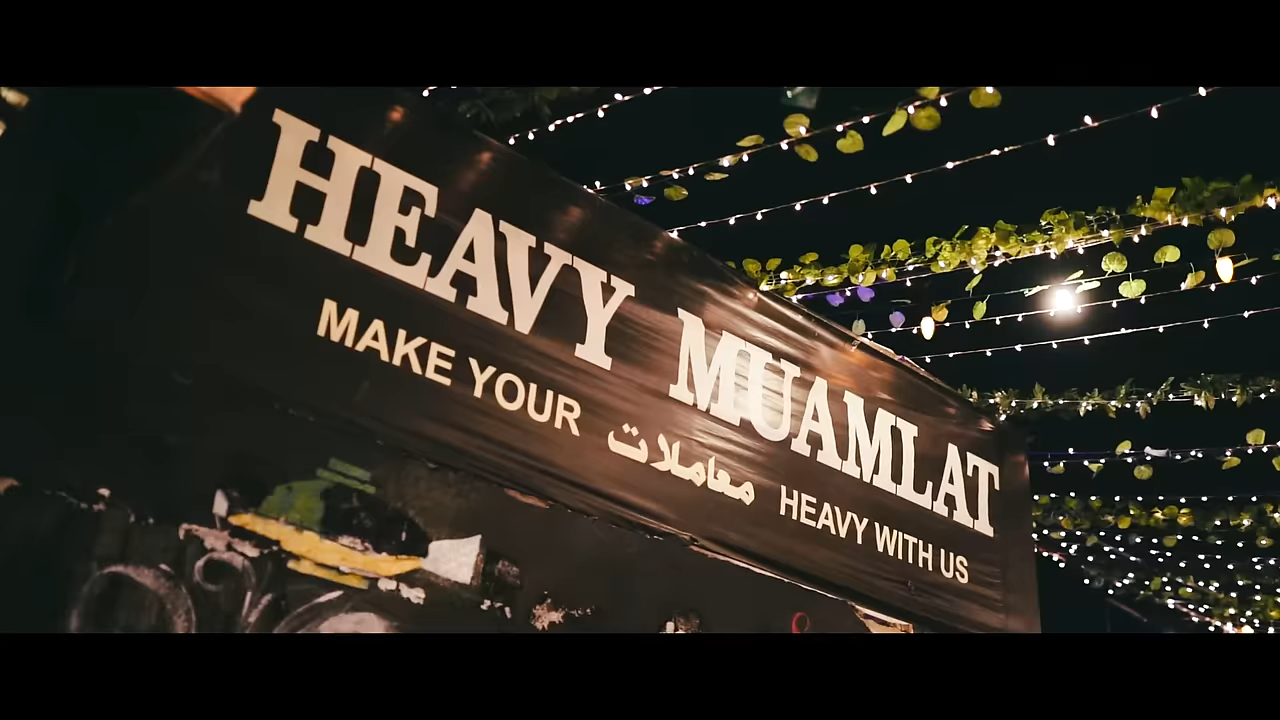 HEAVY MUAMLAT
MAKE YOUR معاملات HEAVY WITH US